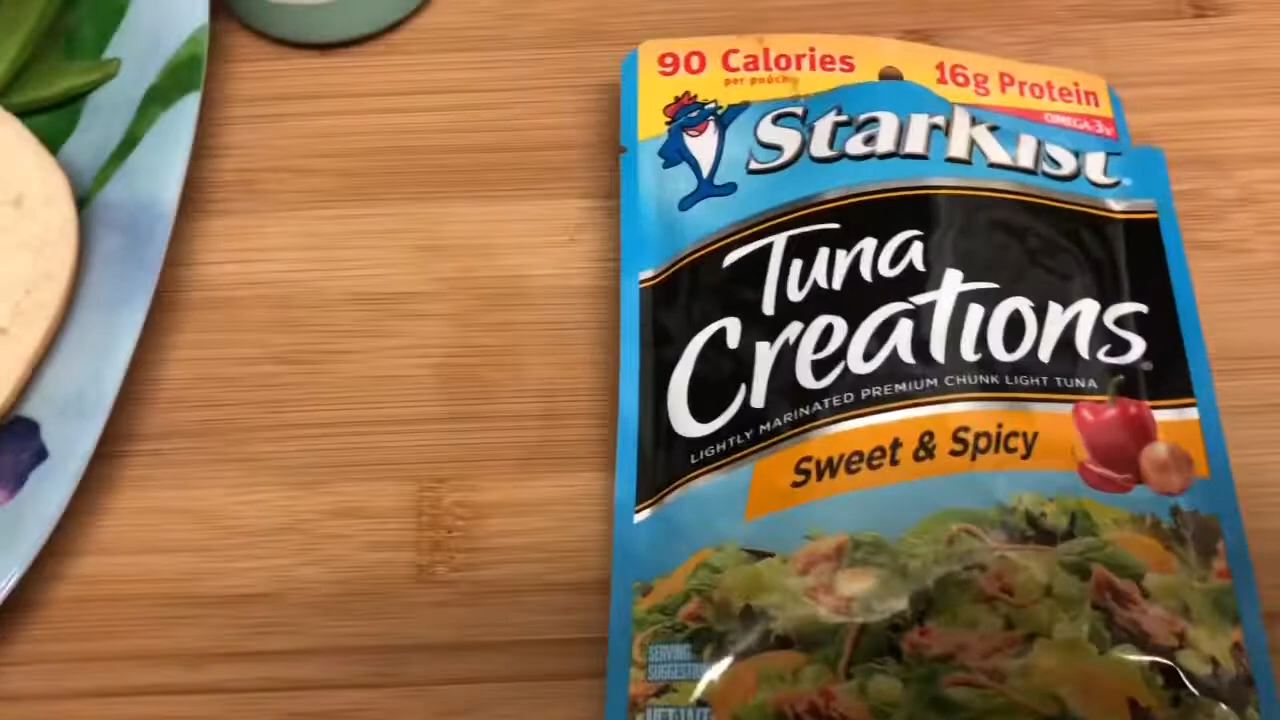 90 Calories
per pouch
16g Protein
OMEGA-3s
StarKist®
Tuna
Creations®
LIGHTLY MARINATED PREMIUM CHUNK LIGHT TUNA
Sweet & Spicy
SERVING